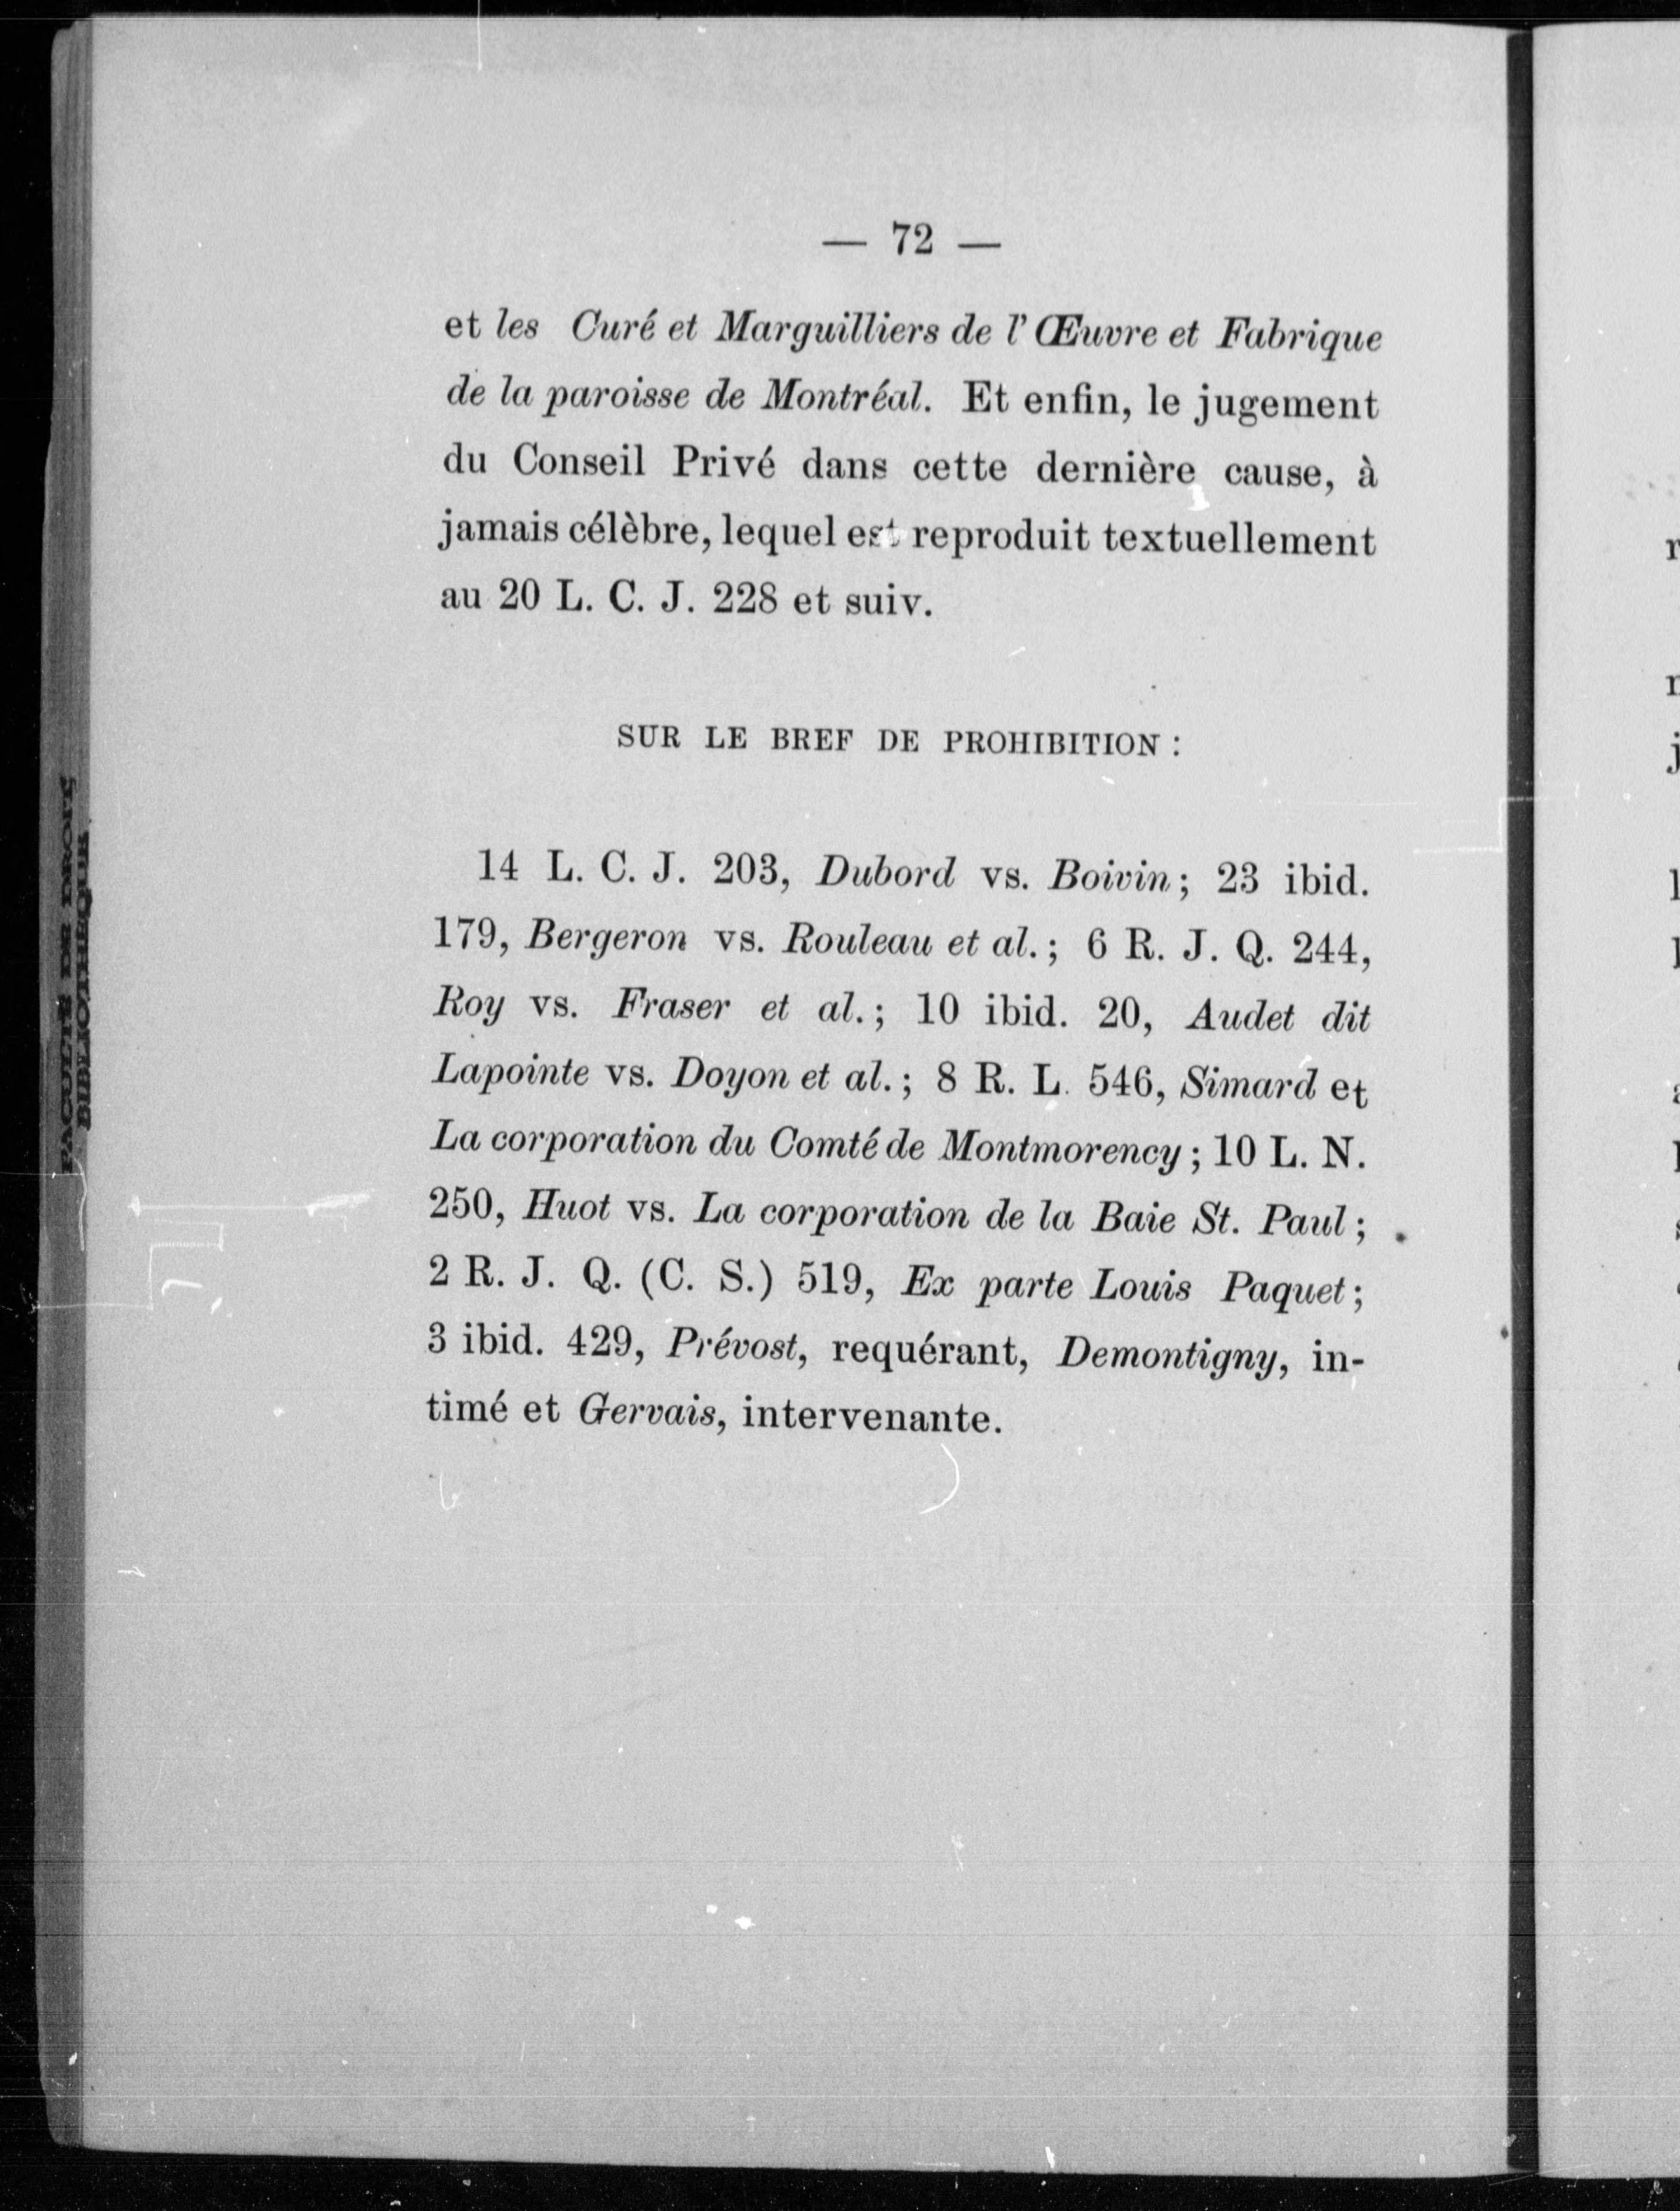 — 72 —
et les Curé et Marguilliers de l'Œuvre et Fabrique
de la paroisse de Montréal. Et enfin, le jugement
du Conseil Privé dans cette dernière cause, à
jamais célèbre, lequel est reproduit textuellement
au 20 L. C. J. 228 et suiv.
SUR LE BREF DE PROHIBITION :
14 L. C. J. 203, Dubord vs. Boivin; 23 ibid.
179, Bergeron vs. Rouleau et al.; 6 R. J. Q. 244,
Roy vs. Fraser et al.; 10 ibid. 20, Audet dit
Lapointe vs. Doyon et al.; 8 R. L. 546, Simard et
La corporation du Comté de Montmorency; 10 L. N.
250, Huot vs. La corporation de la Baie St. Paul;
2 R. J. Q. (C. S.) 519, Ex parte Louis Paquet;
3 ibid. 429, Prévost, requérant, Demontigny, in-
timé et Gervais, intervenante.
FACULTÉ DE DROIT
BIBLIOTHEQUE